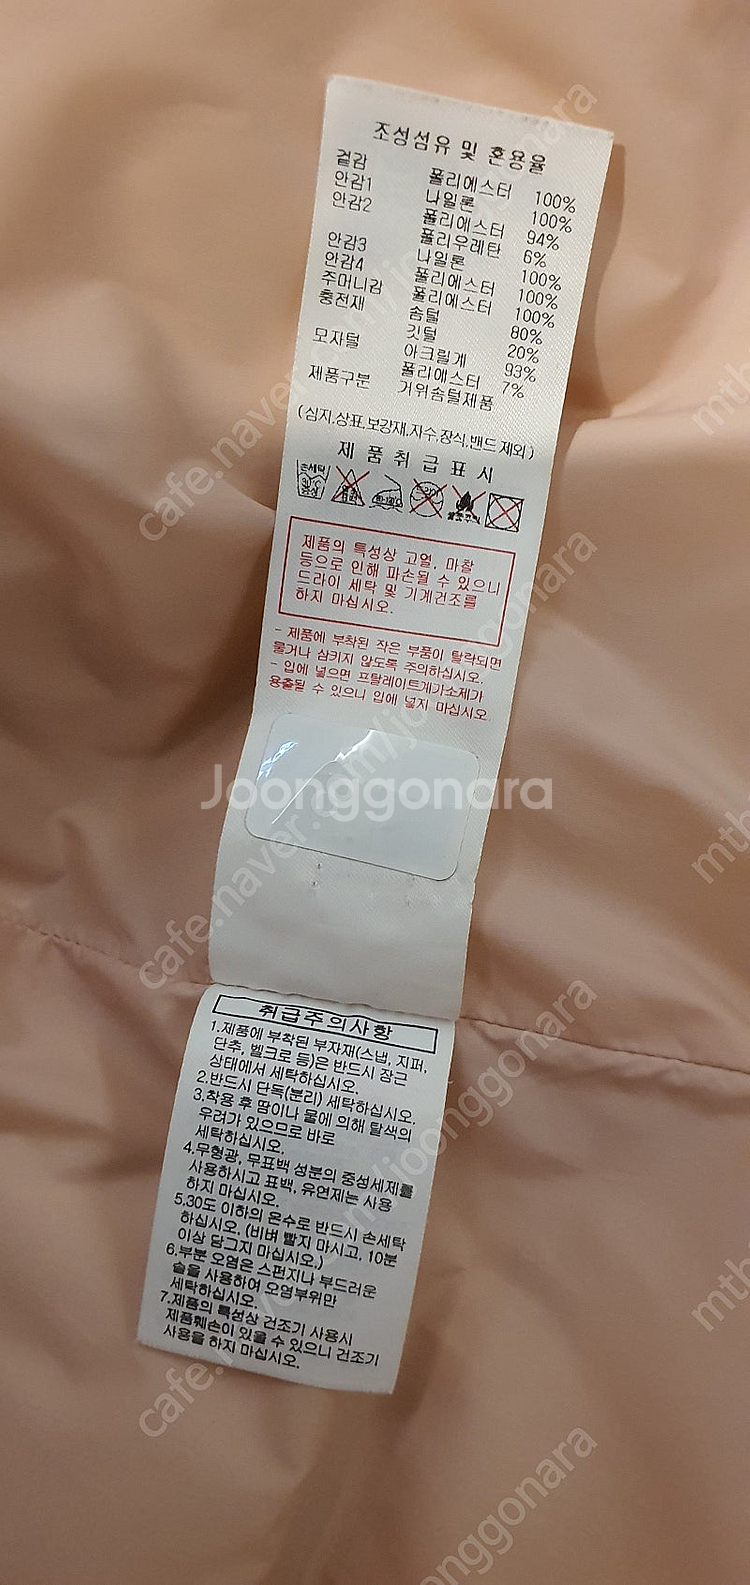 조성섬유 및 혼용율
겉감 폴리에스터 100%
안감1 나일론 100%
안감2 폴리에스터 94%
폴리우레탄 6%
안감3 나일론 100%
안감4 폴리에스터 100%
주머니감 폴리에스터 100%
충전재 솜털 80%
깃털 20%
모자털 아크릴계 93%
폴리에스터 7%
제품구분 거위솜털제품
(심지,상표,보강재,자수,장식,밴드 제외)
제 품 취 급 표 시
손세탁
30℃
중성
드라이
제품의 특성상 고열, 마찰
등으로 인해 파손될 수 있으니
드라이 세탁 및 기계건조를
하지 마십시오.
- 제품에 부착된 작은 부품이 탈락되면
물거나 삼키지 않도록 주의하십시오.
- 입에 넣으면 프탈레이트계가소제가
용출될 수 있으니 입에 넣지 마십시오
Joonggonara
취급주의사항
1.제품에 부착된 부자재(스냅, 지퍼,
단추, 벨크로 등)은 반드시 잠근
상태에서 세탁하십시오.
2.반드시 단독(분리) 세탁하십시오.
3.착용 후 땀이나 물에 의해 탈색의
우려가 있으므로 바로
세탁하십시오.
4.무형광, 무표백 성분의 중성세제를
사용하시고 표백, 유연제는 사용
하지 마십시오.
5.30도 이하의 온수로 반드시 손세탁
하십시오. (비벼 빨지 마시고, 10분
이상 담그지 마십시오.)
6.부분 오염은 스펀지나 부드러운
솔을 사용하여 오염부위만
세탁하십시오.
7.제품의 특성상 건조기 사용시
제품훼손이 있을 수 있으니 건조기
사용을 하지 마십시오.
cafe.naver.com/joonggonara
cafe.naver.com/joonggonara
cafe.naver.com/joonggonara